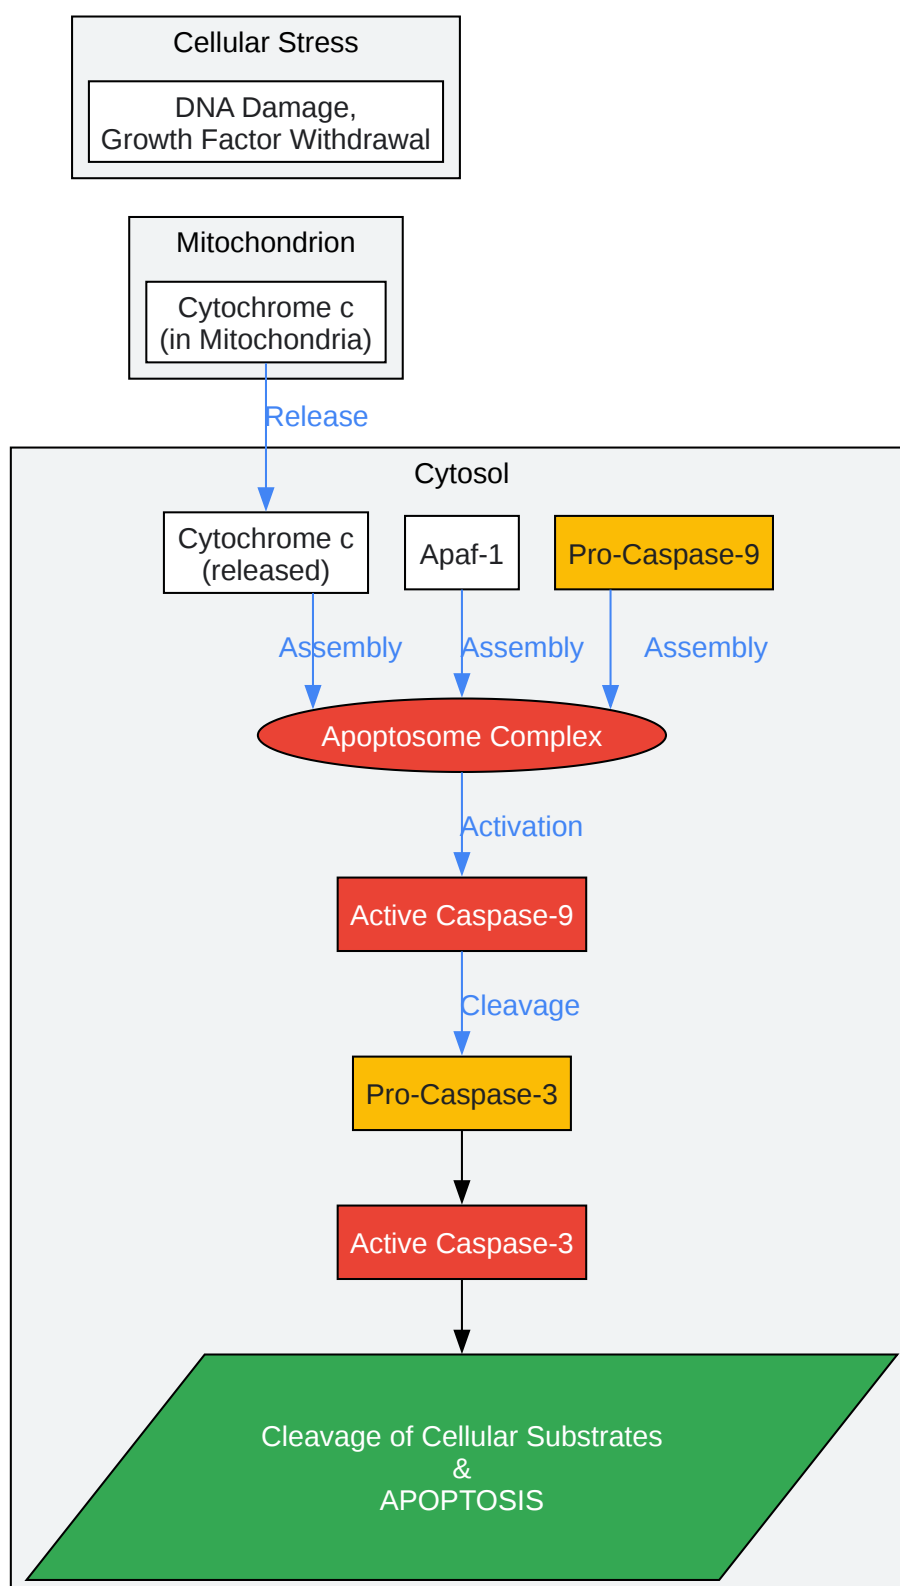 Cellular Stress
DNA Damage,
Growth Factor Withdrawal
Mitochondrion
Cytochrome c
(in Mitochondria)
Release
Cytosol
Cytochrome c
(released)
Apaf-1
Pro-Caspase-9
Assembly
Assembly
Assembly
Apoptosome Complex
Activation
Active Caspase-9
Cleavage
Pro-Caspase-3
Active Caspase-3
Cleavage of Cellular Substrates
&
APOPTOSIS